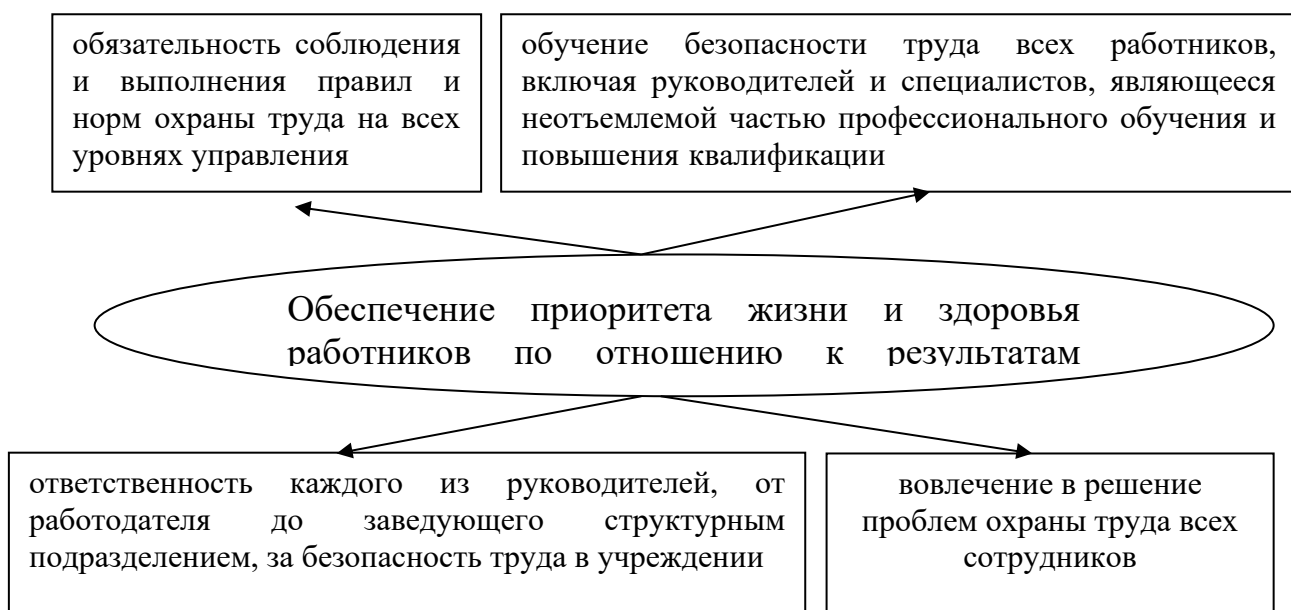 обязательность соблюдения
и выполнения правил и
норм охраны труда на всех
уровнях управления
обучение безопасности труда всех работников,
включая руководителей и специалистов, являющееся
неотъемлемой частью профессионального обучения и
повышения квалификации
Обеспечение приоритета жизни и здоровья
работников по отношению к результатам
ответственность каждого из руководителей, от
работодателя до заведующего структурным
подразделением, за безопасность труда в учреждении
вовлечение в решение
проблем охраны труда всех
сотрудников